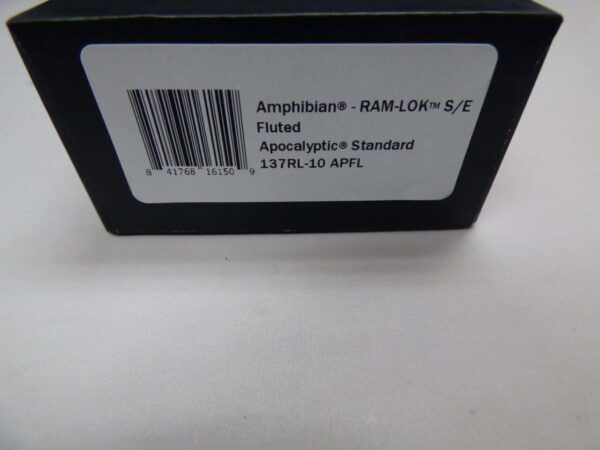 Amphibian® - RAM-LOK™ S/E
Fluted
Apocalyptic® Standard
137RL-10 APFL
8 41768 16150 9